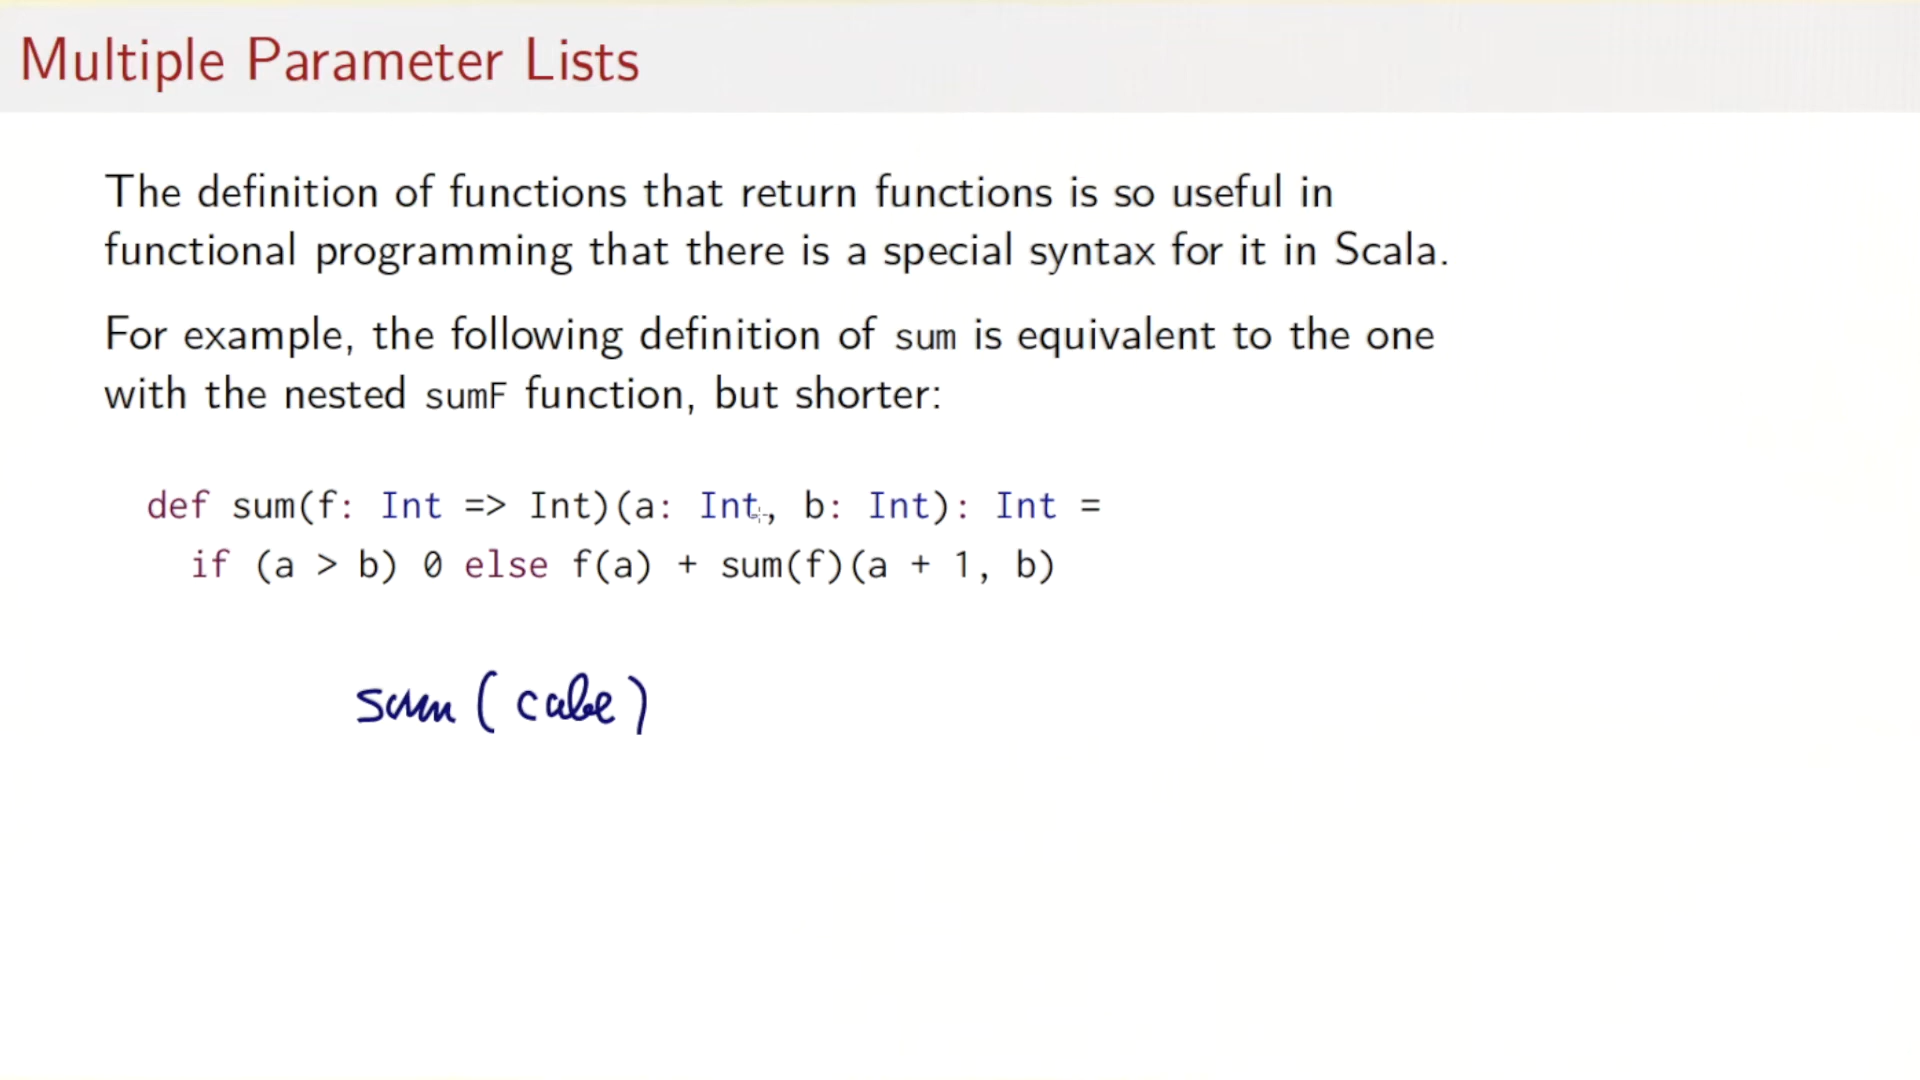 Multiple Parameter Lists
The definition of functions that return functions is so useful in
functional programming that there is a special syntax for it in Scala.
For example, the following definition of sum is equivalent to the one
with the nested sumF function, but shorter:
def sum(f: Int => Int)(a: Int, b: Int): Int =
if (a > b) 0 else f(a) + sum(f)(a + 1, b)
sum (cube)